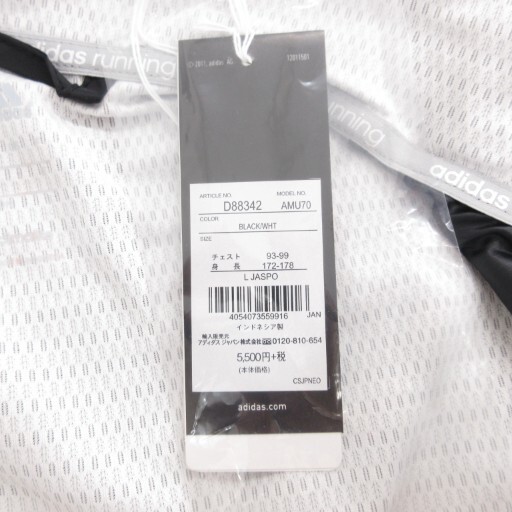 adidas running
running
adidas
12011601
ARTICLE NO. MODEL NO.
D88342 AMU70
COLOR
BLACK/WHT
SIZE
チェスト 93-99
身 長 172-178
L JASPO
4054073559916 JAN
インドネシア製
輸入販売元
アディダス ジャパン株式会社 0120-810-654
5,500円+税
(本体価格)
CSJPNEO
adidas.com